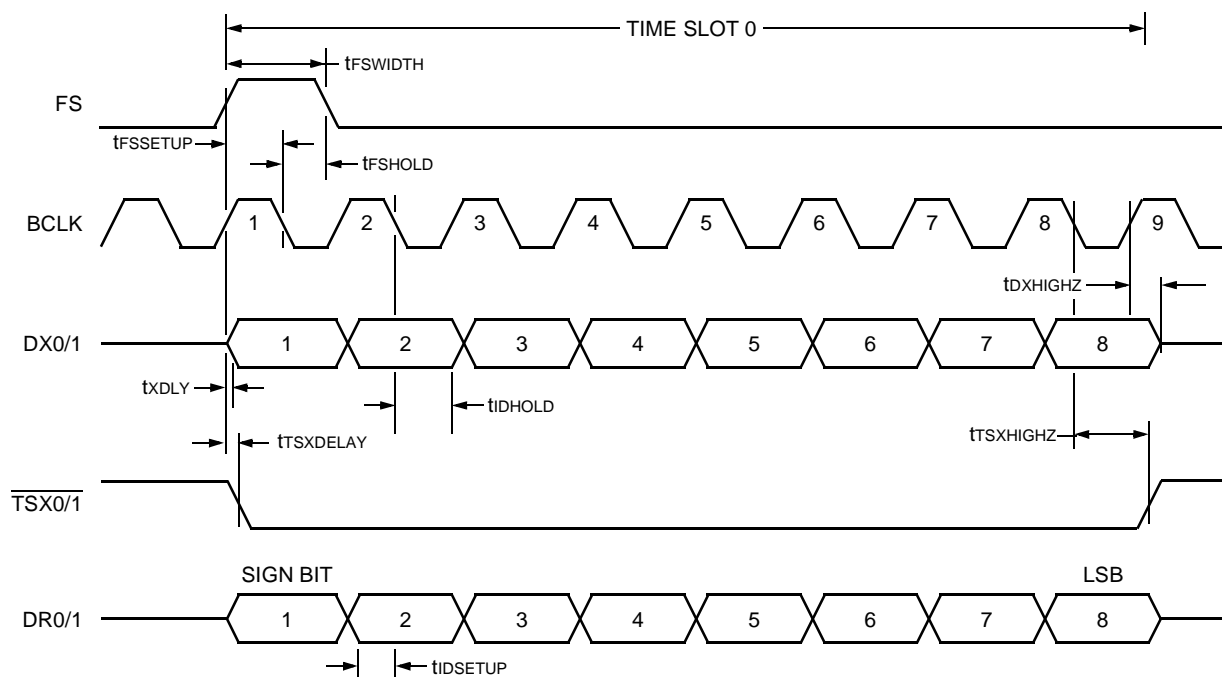 TIME SLOT 0
tFSWIDTH
FS
tFSSETUP
tFSHOLD
BCLK
1 2 3 4 5 6 7 8 9
tDXHIGHZ
DX0/1
1 2 3 4 5 6 7 8
tXDLY
tIDHOLD
tTSXDELAY
tTSXHIGHZ
TSX0/1
SIGN BIT
LSB
DR0/1
1 2 3 4 5 6 7 8
tIDSETUP